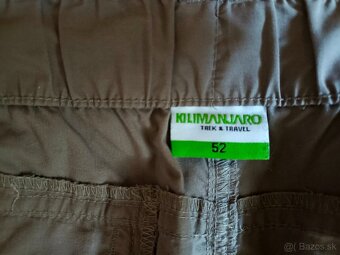 KILIMANJARO
TREK & TRAVEL
52
Bazos.sk